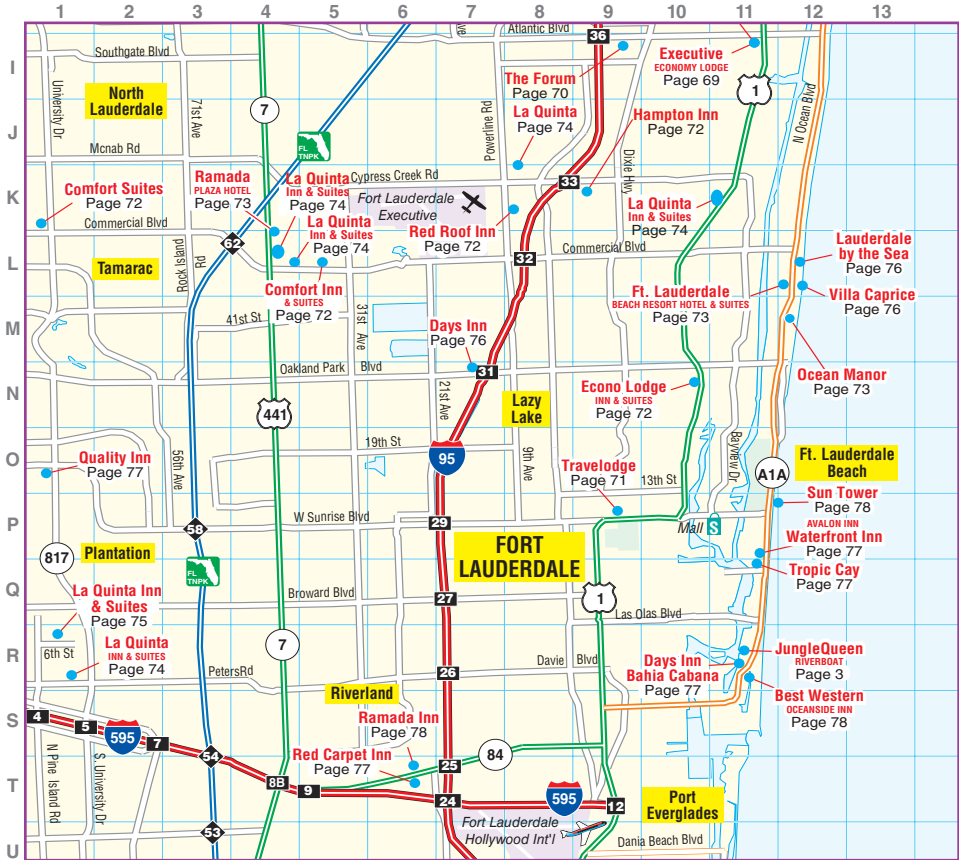 1 2 3 4 5 6 7 8 9 10 11 12 13
I
J
K
L
M
N
O
P
Q
R
S
T
U
Atlantic Blvd
Ave
36
Southgate Blvd
University Dr
North
Lauderdale
71st Ave
7
The Forum
Page 70
Executive
ECONOMY LODGE
Page 69
1
N Ocean Blvd
FL
TNPK
Powerline Rd
La Quinta
Page 74
Hampton Inn
Page 72
Dixie Hwy
Mcnab Rd
Cypress Creek Rd
33
Comfort Suites
Page 72
Ramada
PLAZA HOTEL
Page 73
La Quinta
Inn & Suites
Page 74
La Quinta
Inn & Suites
Page 74
Fort Lauderdale
Executive
Red Roof Inn
Page 72
La Quinta
Inn & Suites
Page 74
Commercial Blvd
62
Commercial Blvd
32
Tamarac
Rock Island
Rd
Comfort Inn
& SUITES
Page 72
Lauderdale
by the Sea
Page 76
Ft. Lauderdale
BEACH RESORT HOTEL & SUITES
Page 73
Villa Caprice
Page 76
41st St
31st
Ave
Days Inn
Page 76
Oakland Park Blvd
31
Ocean Manor
Page 73
441
21st Ave
Lazy
Lake
Econo Lodge
INN & SUITES
Page 72
19th St
95
9th Ave
Quality Inn
Page 77
56th Ave
Travelodge
Page 71
13th St
Bayview Dr
A1A
Ft. Lauderdale
Beach
Sun Tower
Page 78
W Sunrise Blvd
58
29
Mall S
AVALON INN
Waterfront Inn
Page 77
Tropic Cay
Page 77
817
Plantation
FORT
LAUDERDALE
FL
TNPK
La Quinta Inn
& Suites
Page 75
Broward Blvd
27
1
Las Olas Blvd
6th St
La Quinta
INN & SUITES
Page 74
7
PetersRd
26
Davie Blvd
Days Inn
Bahia Cabana
Page 77
JungleQueen
RIVERBOAT
Page 3
Riverland
Best Western
OCEANSIDE INN
Page 78
4
5
595
7
54
Ramada Inn
Page 78
Red Carpet Inn
Page 77
84
25
N Pine Island Rd
S. University Dr
8B
9
24
595
12
Port
Everglades
Fort Lauderdale
Hollywood Int'l
53
Dania Beach Blvd